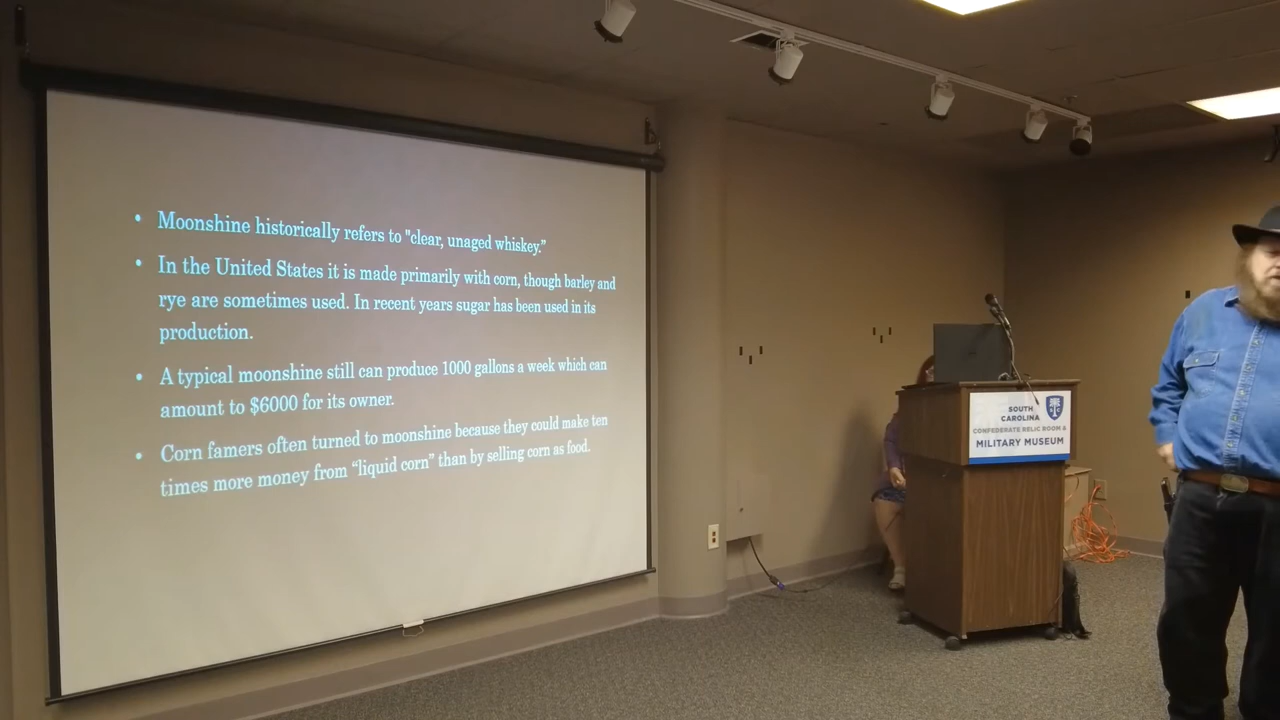 • Moonshine historically refers to "clear, unaged whiskey."
• In the United States it is made primarily with corn, though barley and
rye are sometimes used. In recent years sugar has been used in its
production.
• A typical moonshine still can produce 1000 gallons a week which can
amount to $6000 for its owner.
• Corn famers often turned to moonshine because they could make ten
times more money from “liquid corn” than by selling corn as food.
SOUTH
CAROLINA
CONFEDERATE RELIC ROOM &
MILITARY MUSEUM